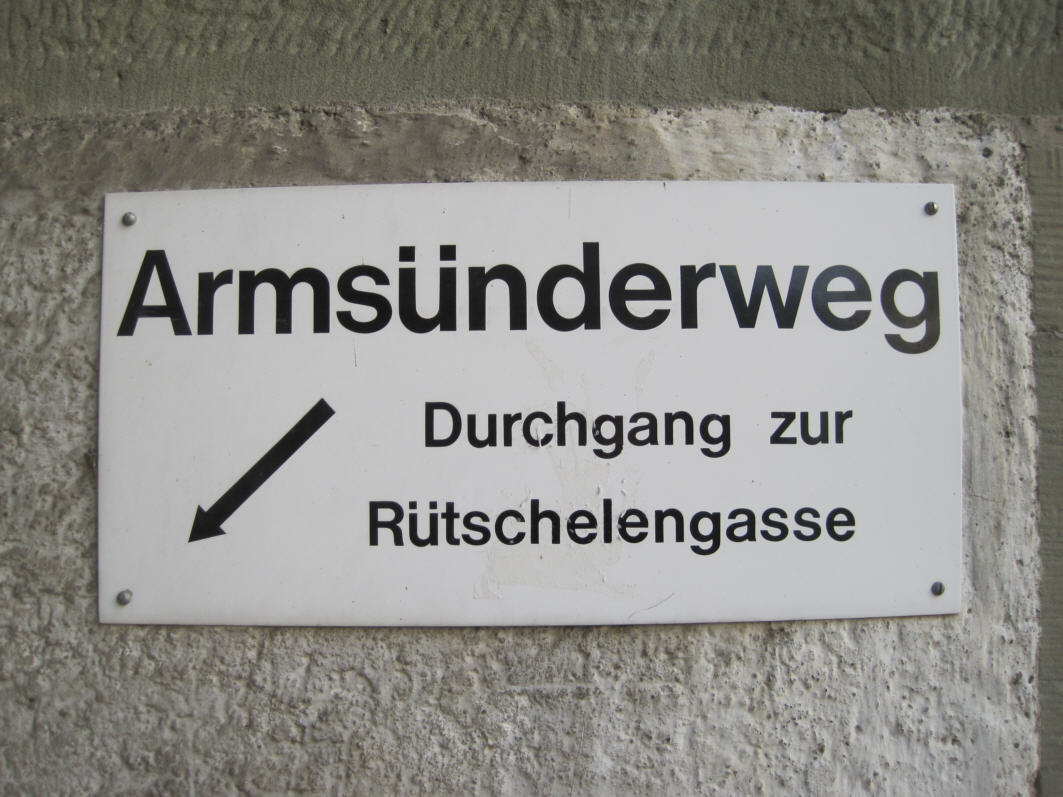 Armsünderweg
Durchgang zur
Rütschelengasse